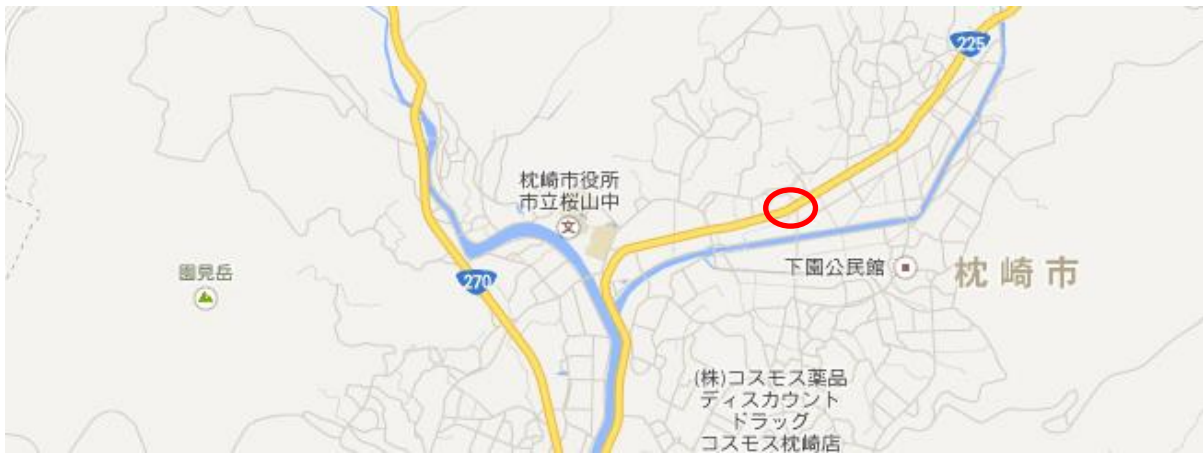 225
枕崎市役所
市立桜山中
文
270
園見岳
下園公民館
枕崎市
(株)コスモス薬品
ディスカウント
ドラッグ
コスモス枕崎店